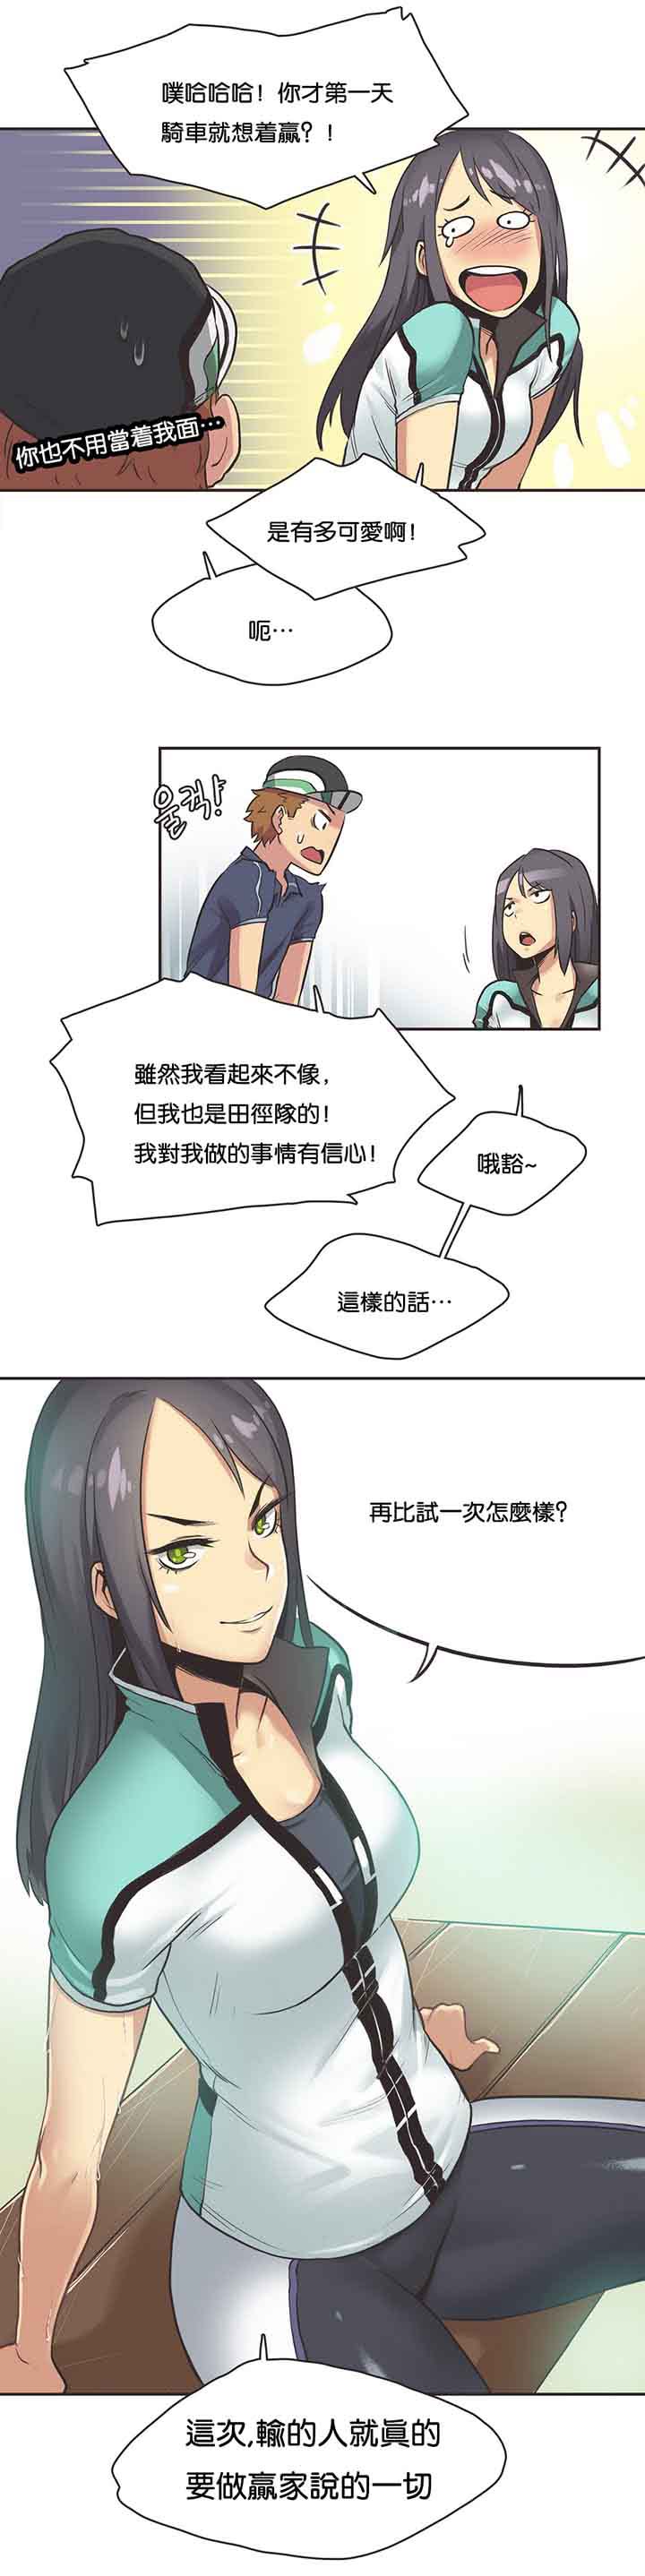 噗哈哈哈！你才第一天
騎車就想着贏？！
你也不用當着我面…
是有多可愛啊！
呃…
울컥!
雖然我看起來不像，
但我也是田徑隊的！
我對我做的事情有信心！
哦豁~
這樣的話…
再比試一次怎麼樣？
這次,輸的人就真的
要做贏家說的一切